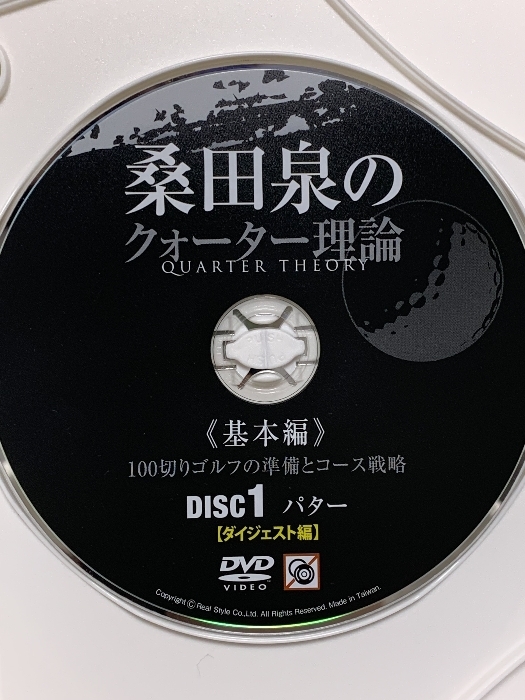 桑田泉の
クォーター理論
QUARTER THEORY
《基本編》
100切りゴルフの準備とコース戦略
DISC1 パター
【ダイジェスト編】
DVD
VIDEO
Copyright Ⓒ Real Style Co.,Ltd. All Rights Reserved. Made in Taiwan.